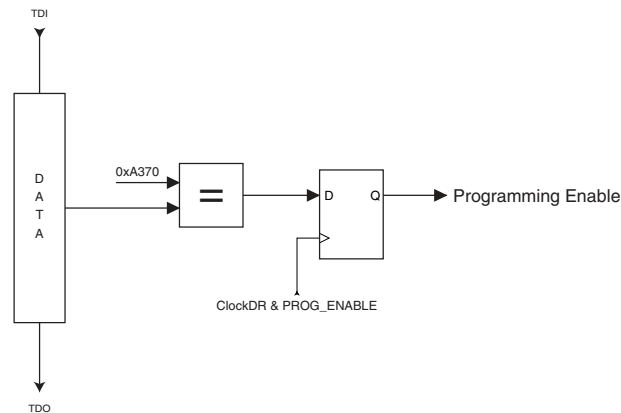 TDI
D
A
T
A
0xA370
=
D
Q
Programming Enable
ClockDR & PROG_ENABLE
TDO